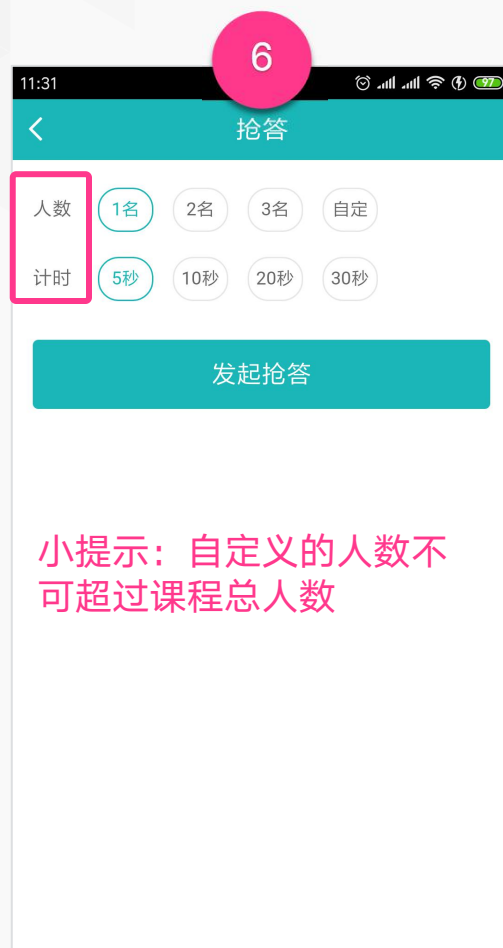 6
11:31
97
抢答
人数 1名 2名 3名 自定
计时 5秒 10秒 20秒 30秒
发起抢答
小提示：自定义的人数不
可超过课程总人数